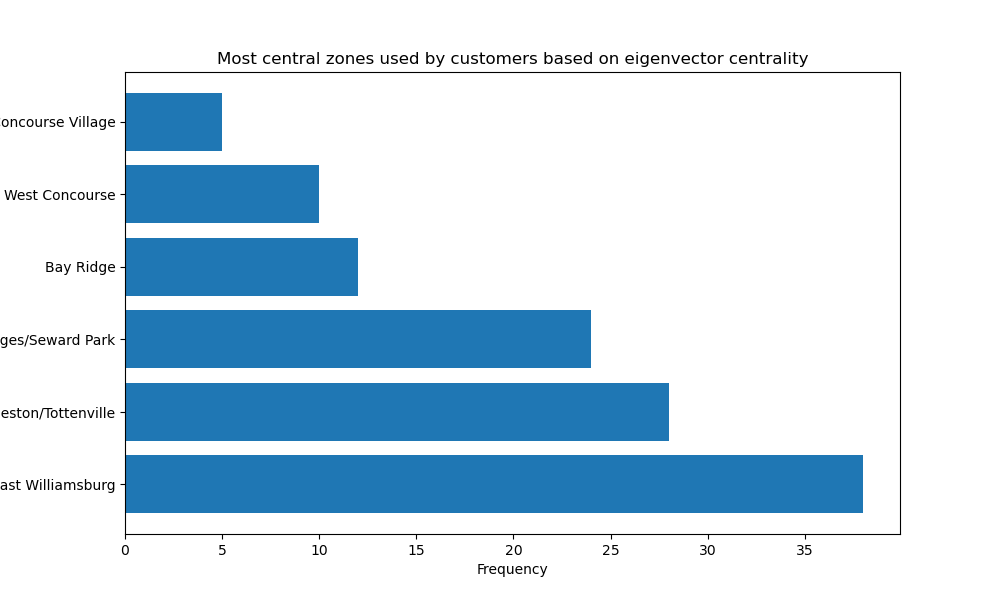 Most central zones used by customers based on eigenvector centrality
Concourse Village
West Concourse
Bay Ridge
ges/Seward Park
eston/Tottenville
ast Williamsburg
0 5 10 15 20 25 30 35
Frequency